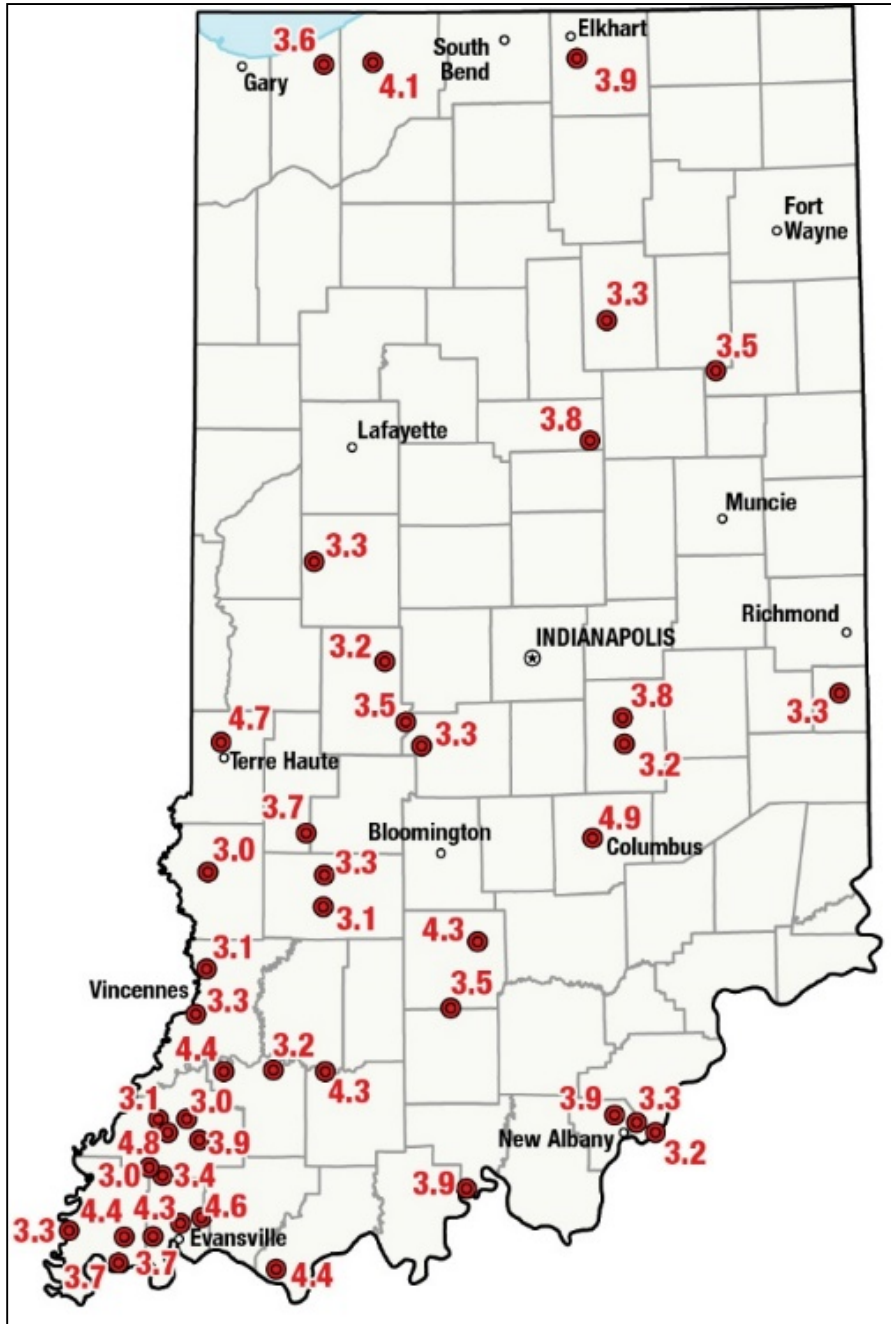 3.6
Gary
4.1
South
Bend
Elkhart
3.9
Fort
Wayne
3.3
3.5
3.8
Lafayette
Muncie
3.3
Richmond
INDIANAPOLIS
3.2
3.5
3.3
3.8
3.2
3.3
4.7
Terre Haute
3.7
Bloomington
4.9
Columbus
3.0
3.3
3.1
4.3
3.1
Vincennes
3.3
3.5
4.4
3.2
4.3
3.1
3.0
4.8
3.9
3.9
3.3
New Albany
3.2
3.0
3.4
3.9
4.4
4.3
4.6
3.3
Evansville
3.7
3.7
4.4